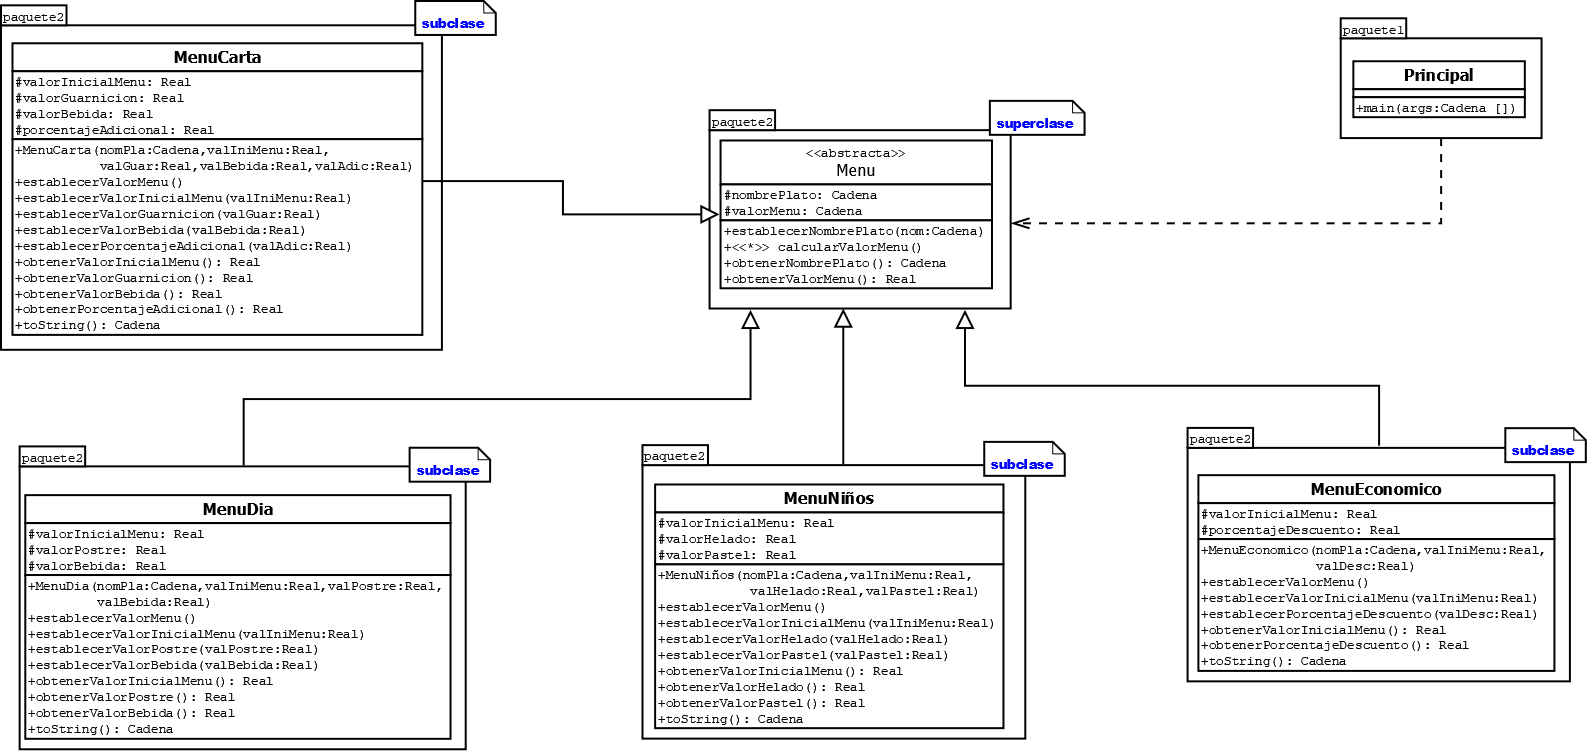 paquete2
subclase
MenuCarta
#valorInicialMenu: Real
#valorGuarnicion: Real
#valorBebida: Real
#porcentajeAdicional: Real
+MenuCarta(nomPla:Cadena,valIniMenu:Real,
valGuar:Real,valBebida:Real,valAdic:Real)
+establecerValorMenu()
+establecerValorInicialMenu(valIniMenu:Real)
+establecerValorGuarnicion(valGuar:Real)
+establecerValorBebida(valBebida:Real)
+establecerPorcentajeAdicional(valAdic:Real)
+obtenerValorInicialMenu(): Real
+obtenerValorGuarnicion(): Real
+obtenerValorBebida(): Real
+obtenerPorcentajeAdicional(): Real
+toString(): Cadena
paquete2
superclase
<<abstracta>>
Menu
#nombrePlato: Cadena
#valorMenu: Cadena
+establecerNombrePlato(nom:Cadena)
+<<*>> calcularValorMenu()
+obtenerNombrePlato(): Cadena
+obtenerValorMenu(): Real
paquete1
Principal
+main(args:Cadena [])
paquete2
subclase
MenuDia
#valorInicialMenu: Real
#valorPostre: Real
#valorBebida: Real
+MenuDia(nomPla:Cadena,valIniMenu:Real,valPostre:Real,
valBebida:Real)
+establecerValorMenu()
+establecerValorInicialMenu(valIniMenu:Real)
+establecerValorPostre(valPostre:Real)
+establecerValorBebida(valBebida:Real)
+obtenerValorInicialMenu(): Real
+obtenerValorPostre(): Real
+obtenerValorBebida(): Real
+toString(): Cadena
paquete2
subclase
MenuNiños
#valorInicialMenu: Real
#valorHelado: Real
#valorPastel: Real
+MenuNiños(nomPla:Cadena,valIniMenu:Real,
valHelado:Real,valPastel:Real)
+establecerValorMenu()
+establecerValorInicialMenu(valIniMenu:Real)
+establecerValorHelado(valHelado:Real)
+establecerValorPastel(valPastel:Real)
+obtenerValorInicialMenu(): Real
+obtenerValorHelado(): Real
+obtenerValorPastel(): Real
+toString(): Cadena
paquete2
subclase
MenuEconomico
#valorInicialMenu: Real
#porcentajeDescuento: Real
+MenuEconomico(nomPla:Cadena,valIniMenu:Real,
valDesc:Real)
+establecerValorMenu()
+establecerValorInicialMenu(valIniMenu:Real)
+establecerPorcentajeDescuento(valDesc:Real)
+obtenerValorInicialMenu(): Real
+obtenerPorcentajeDescuento(): Real
+toString(): Cadena